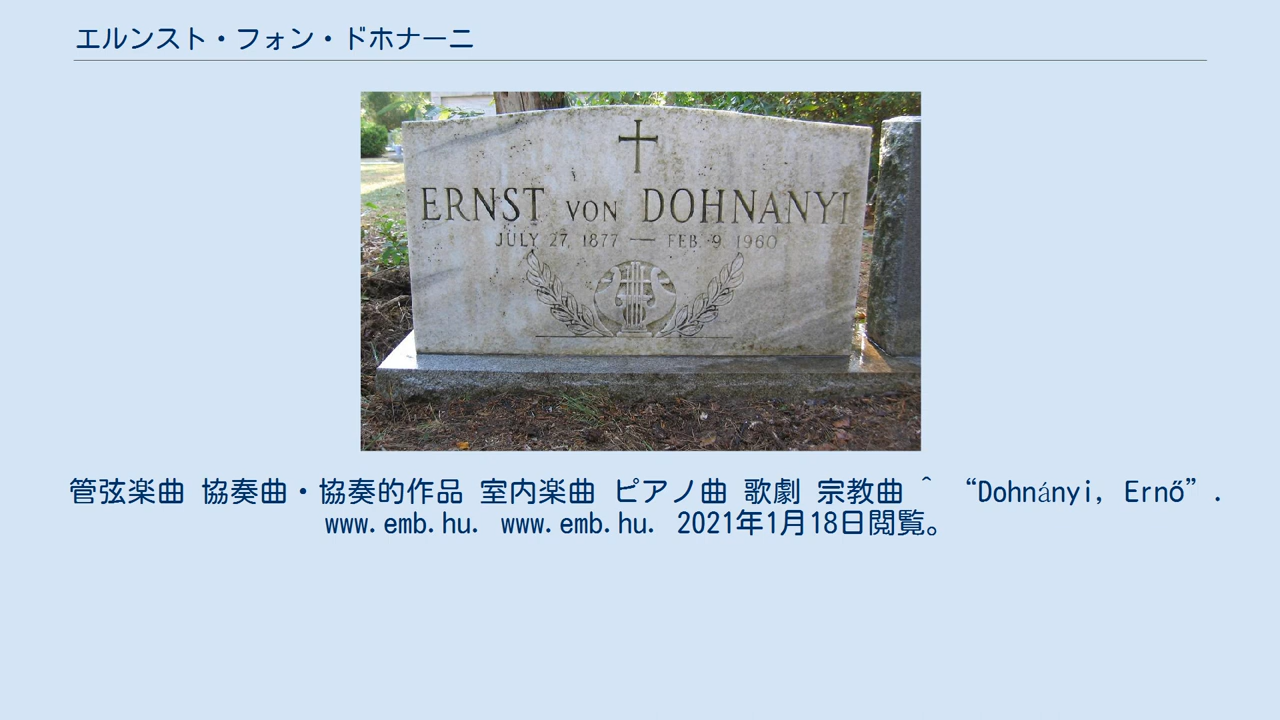 エルンスト・フォン・ドホナーニ
ERNST VON DOHNANYI
JULY 27, 1877 — FEB. 9, 1960
管弦楽曲 協奏曲・協奏的作品 室内楽曲 ピアノ曲 歌劇 宗教曲 ^ “Dohnányi, Ernő”.
www.emb.hu. www.emb.hu. 2021年1月18日閲覧。